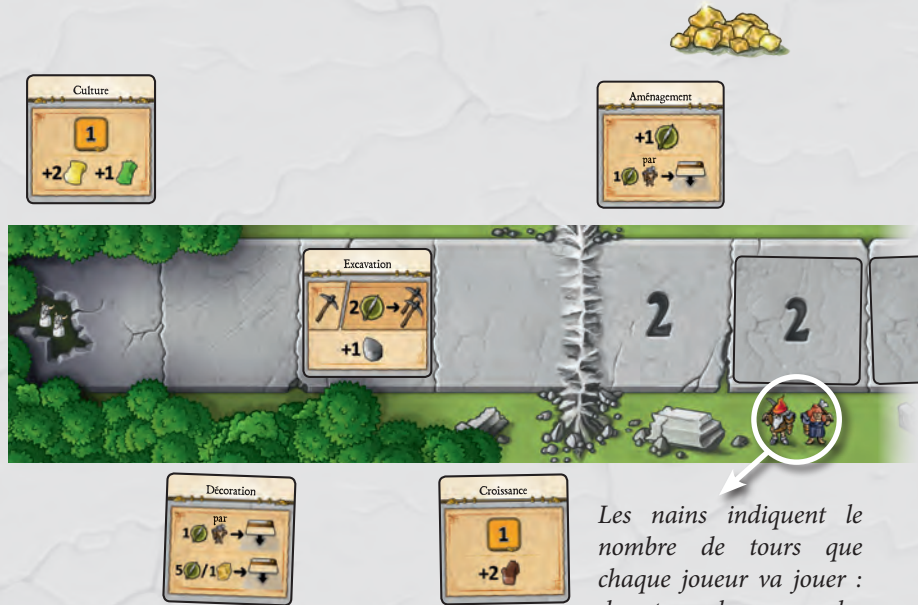 Culture
1
+2 +1
Aménagement
+1
par
1
Excavation
2
+1
2
2
Décoration
par
1
5 /1
Croissance
1
+2
Les nains indiquent le
nombre de tours que
chaque joueur va jouer :